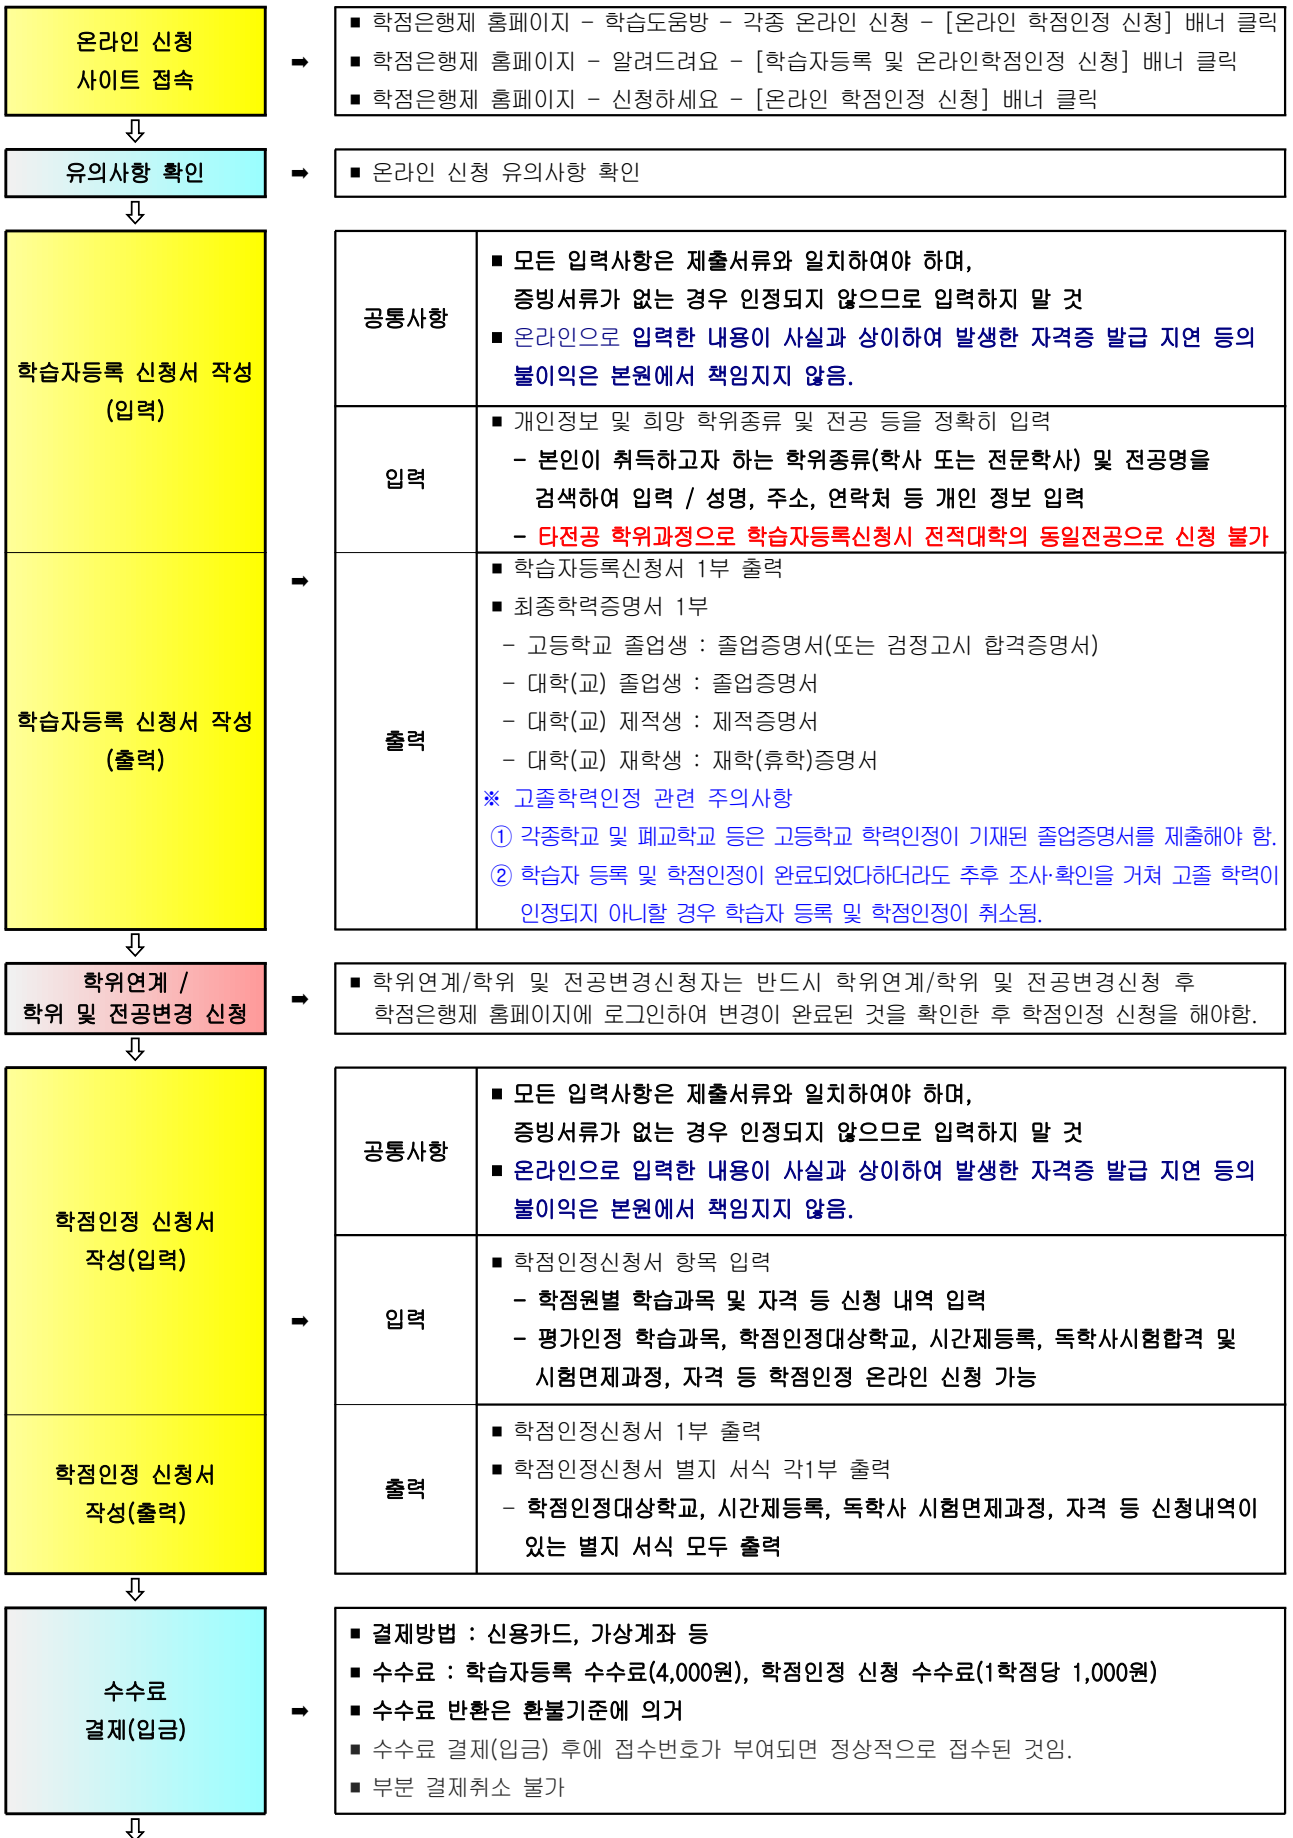 온라인 신청
사이트 접속
➡
■ 학점은행제 홈페이지 - 학습도움방 - 각종 온라인 신청 - [온라인 학점인정 신청] 배너 클릭
■ 학점은행제 홈페이지 - 알려드려요 - [학습자등록 및 온라인학점인정 신청] 배너 클릭
■ 학점은행제 홈페이지 - 신청하세요 - [온라인 학점인정 신청] 배너 클릭
⇩
유의사항 확인
➡
■ 온라인 신청 유의사항 확인
⇩
학습자등록 신청서 작성
(입력)
공통사항
■ 모든 입력사항은 제출서류와 일치하여야 하며,
증빙서류가 없는 경우 인정되지 않으므로 입력하지 말 것
■ 온라인으로 입력한 내용이 사실과 상이하여 발생한 자격증 발급 지연 등의
불이익은 본원에서 책임지지 않음.
입력
■ 개인정보 및 희망 학위종류 및 전공 등을 정확히 입력
- 본인이 취득하고자 하는 학위종류(학사 또는 전문학사) 및 전공명을
검색하여 입력 / 성명, 주소, 연락처 등 개인 정보 입력
- 타전공 학위과정으로 학습자등록신청시 전적대학의 동일전공으로 신청 불가
➡
학습자등록 신청서 작성
(출력)
출력
■ 학습자등록신청서 1부 출력
■ 최종학력증명서 1부
- 고등학교 졸업생 : 졸업증명서(또는 검정고시 합격증명서)
- 대학(교) 졸업생 : 졸업증명서
- 대학(교) 제적생 : 제적증명서
- 대학(교) 재학생 : 재학(휴학)증명서
※ 고졸학력인정 관련 주의사항
① 각종학교 및 폐교학교 등은 고등학교 학력인정이 기재된 졸업증명서를 제출해야 함.
② 학습자 등록 및 학점인정이 완료되었다하더라도 추후 조사·확인을 거쳐 고졸 학력이
인정되지 아니할 경우 학습자 등록 및 학점인정이 취소됨.
⇩
학위연계 /
학위 및 전공변경 신청
➡
■ 학위연계/학위 및 전공변경신청자는 반드시 학위연계/학위 및 전공변경신청 후
학점은행제 홈페이지에 로그인하여 변경이 완료된 것을 확인한 후 학점인정 신청을 해야함.
⇩
학점인정 신청서
작성(입력)
공통사항
■ 모든 입력사항은 제출서류와 일치하여야 하며,
증빙서류가 없는 경우 인정되지 않으므로 입력하지 말 것
■ 온라인으로 입력한 내용이 사실과 상이하여 발생한 자격증 발급 지연 등의
불이익은 본원에서 책임지지 않음.
➡
입력
■ 학점인정신청서 항목 입력
- 학점원별 학습과목 및 자격 등 신청 내역 입력
- 평가인정 학습과목, 학점인정대상학교, 시간제등록, 독학사시험합격 및
시험면제과정, 자격 등 학점인정 온라인 신청 가능
학점인정 신청서
작성(출력)
출력
■ 학점인정신청서 1부 출력
■ 학점인정신청서 별지 서식 각1부 출력
- 학점인정대상학교, 시간제등록, 독학사 시험면제과정, 자격 등 신청내역이
있는 별지 서식 모두 출력
⇩
수수료
결제(입금)
➡
■ 결제방법 : 신용카드, 가상계좌 등
■ 수수료 : 학습자등록 수수료(4,000원), 학점인정 신청 수수료(1학점당 1,000원)
■ 수수료 반환은 환불기준에 의거
■ 수수료 결제(입금) 후에 접수번호가 부여되면 정상적으로 접수된 것임.
■ 부분 결제취소 불가
⇩